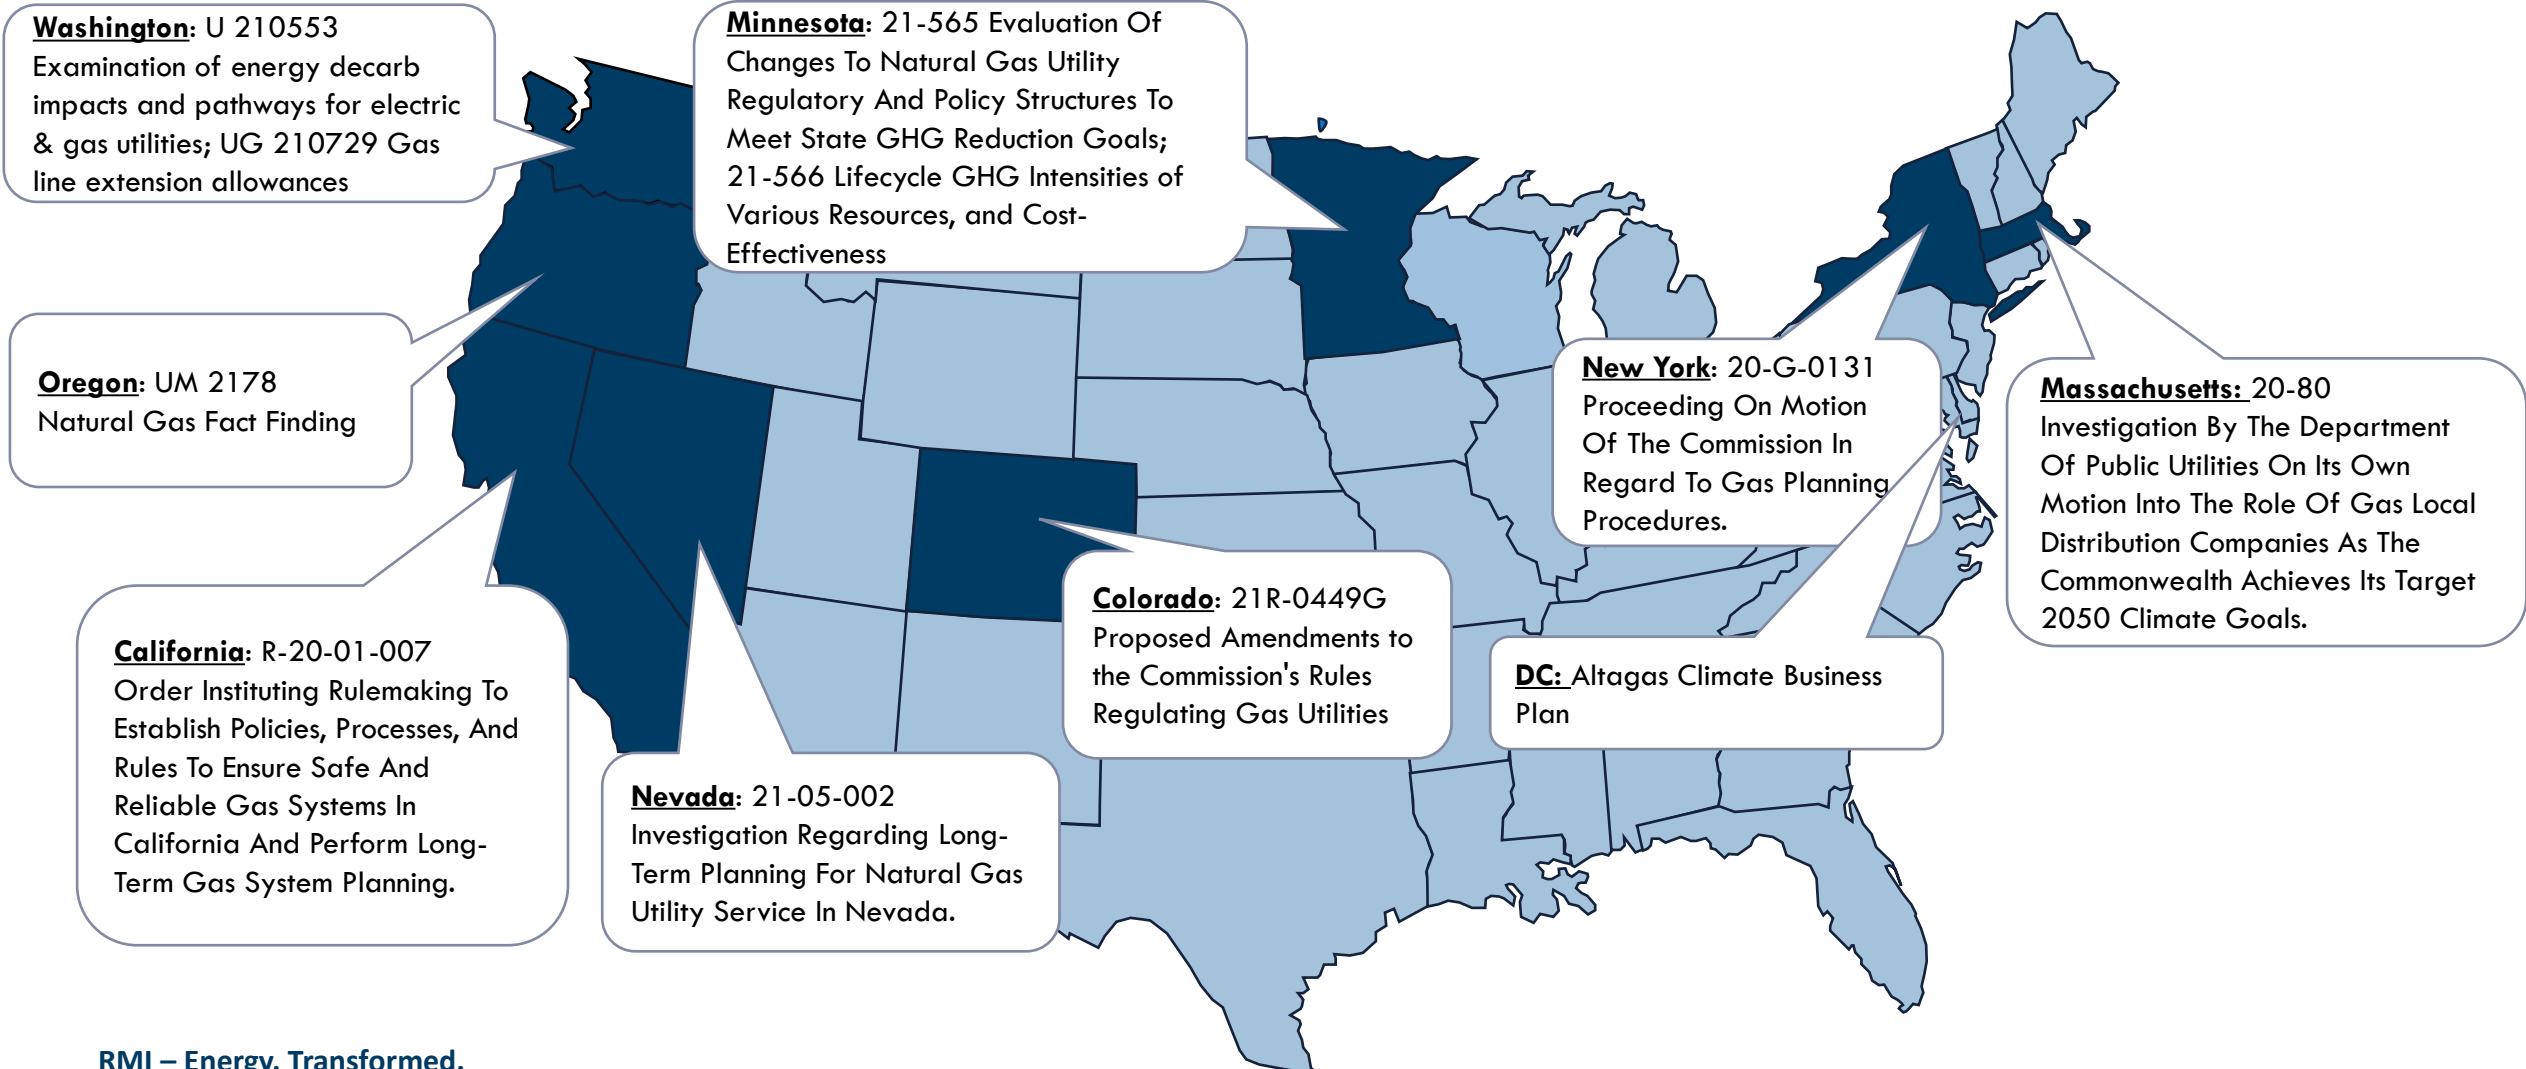 Washington: U 210553
Examination of energy decarb
impacts and pathways for electric
& gas utilities; UG 210729 Gas
line extension allowances
Minnesota: 21-565 Evaluation Of
Changes To Natural Gas Utility
Regulatory And Policy Structures To
Meet State GHG Reduction Goals;
21-566 Lifecycle GHG Intensities of
Various Resources, and Cost-
Effectiveness
Oregon: UM 2178
Natural Gas Fact Finding
New York: 20-G-0131
Proceeding On Motion
Of The Commission In
Regard To Gas Planning
Procedures.
Massachusetts: 20-80
Investigation By The Department
Of Public Utilities On Its Own
Motion Into The Role Of Gas Local
Distribution Companies As The
Commonwealth Achieves Its Target
2050 Climate Goals.
California: R-20-01-007
Order Instituting Rulemaking To
Establish Policies, Processes, And
Rules To Ensure Safe And
Reliable Gas Systems In
California And Perform Long-
Term Gas System Planning.
Colorado: 21R-0449G
Proposed Amendments to
the Commission's Rules
Regulating Gas Utilities
DC: Altagas Climate Business
Plan
Nevada: 21-05-002
Investigation Regarding Long-
Term Planning For Natural Gas
Utility Service In Nevada.
RMI – Energy. Transformed.